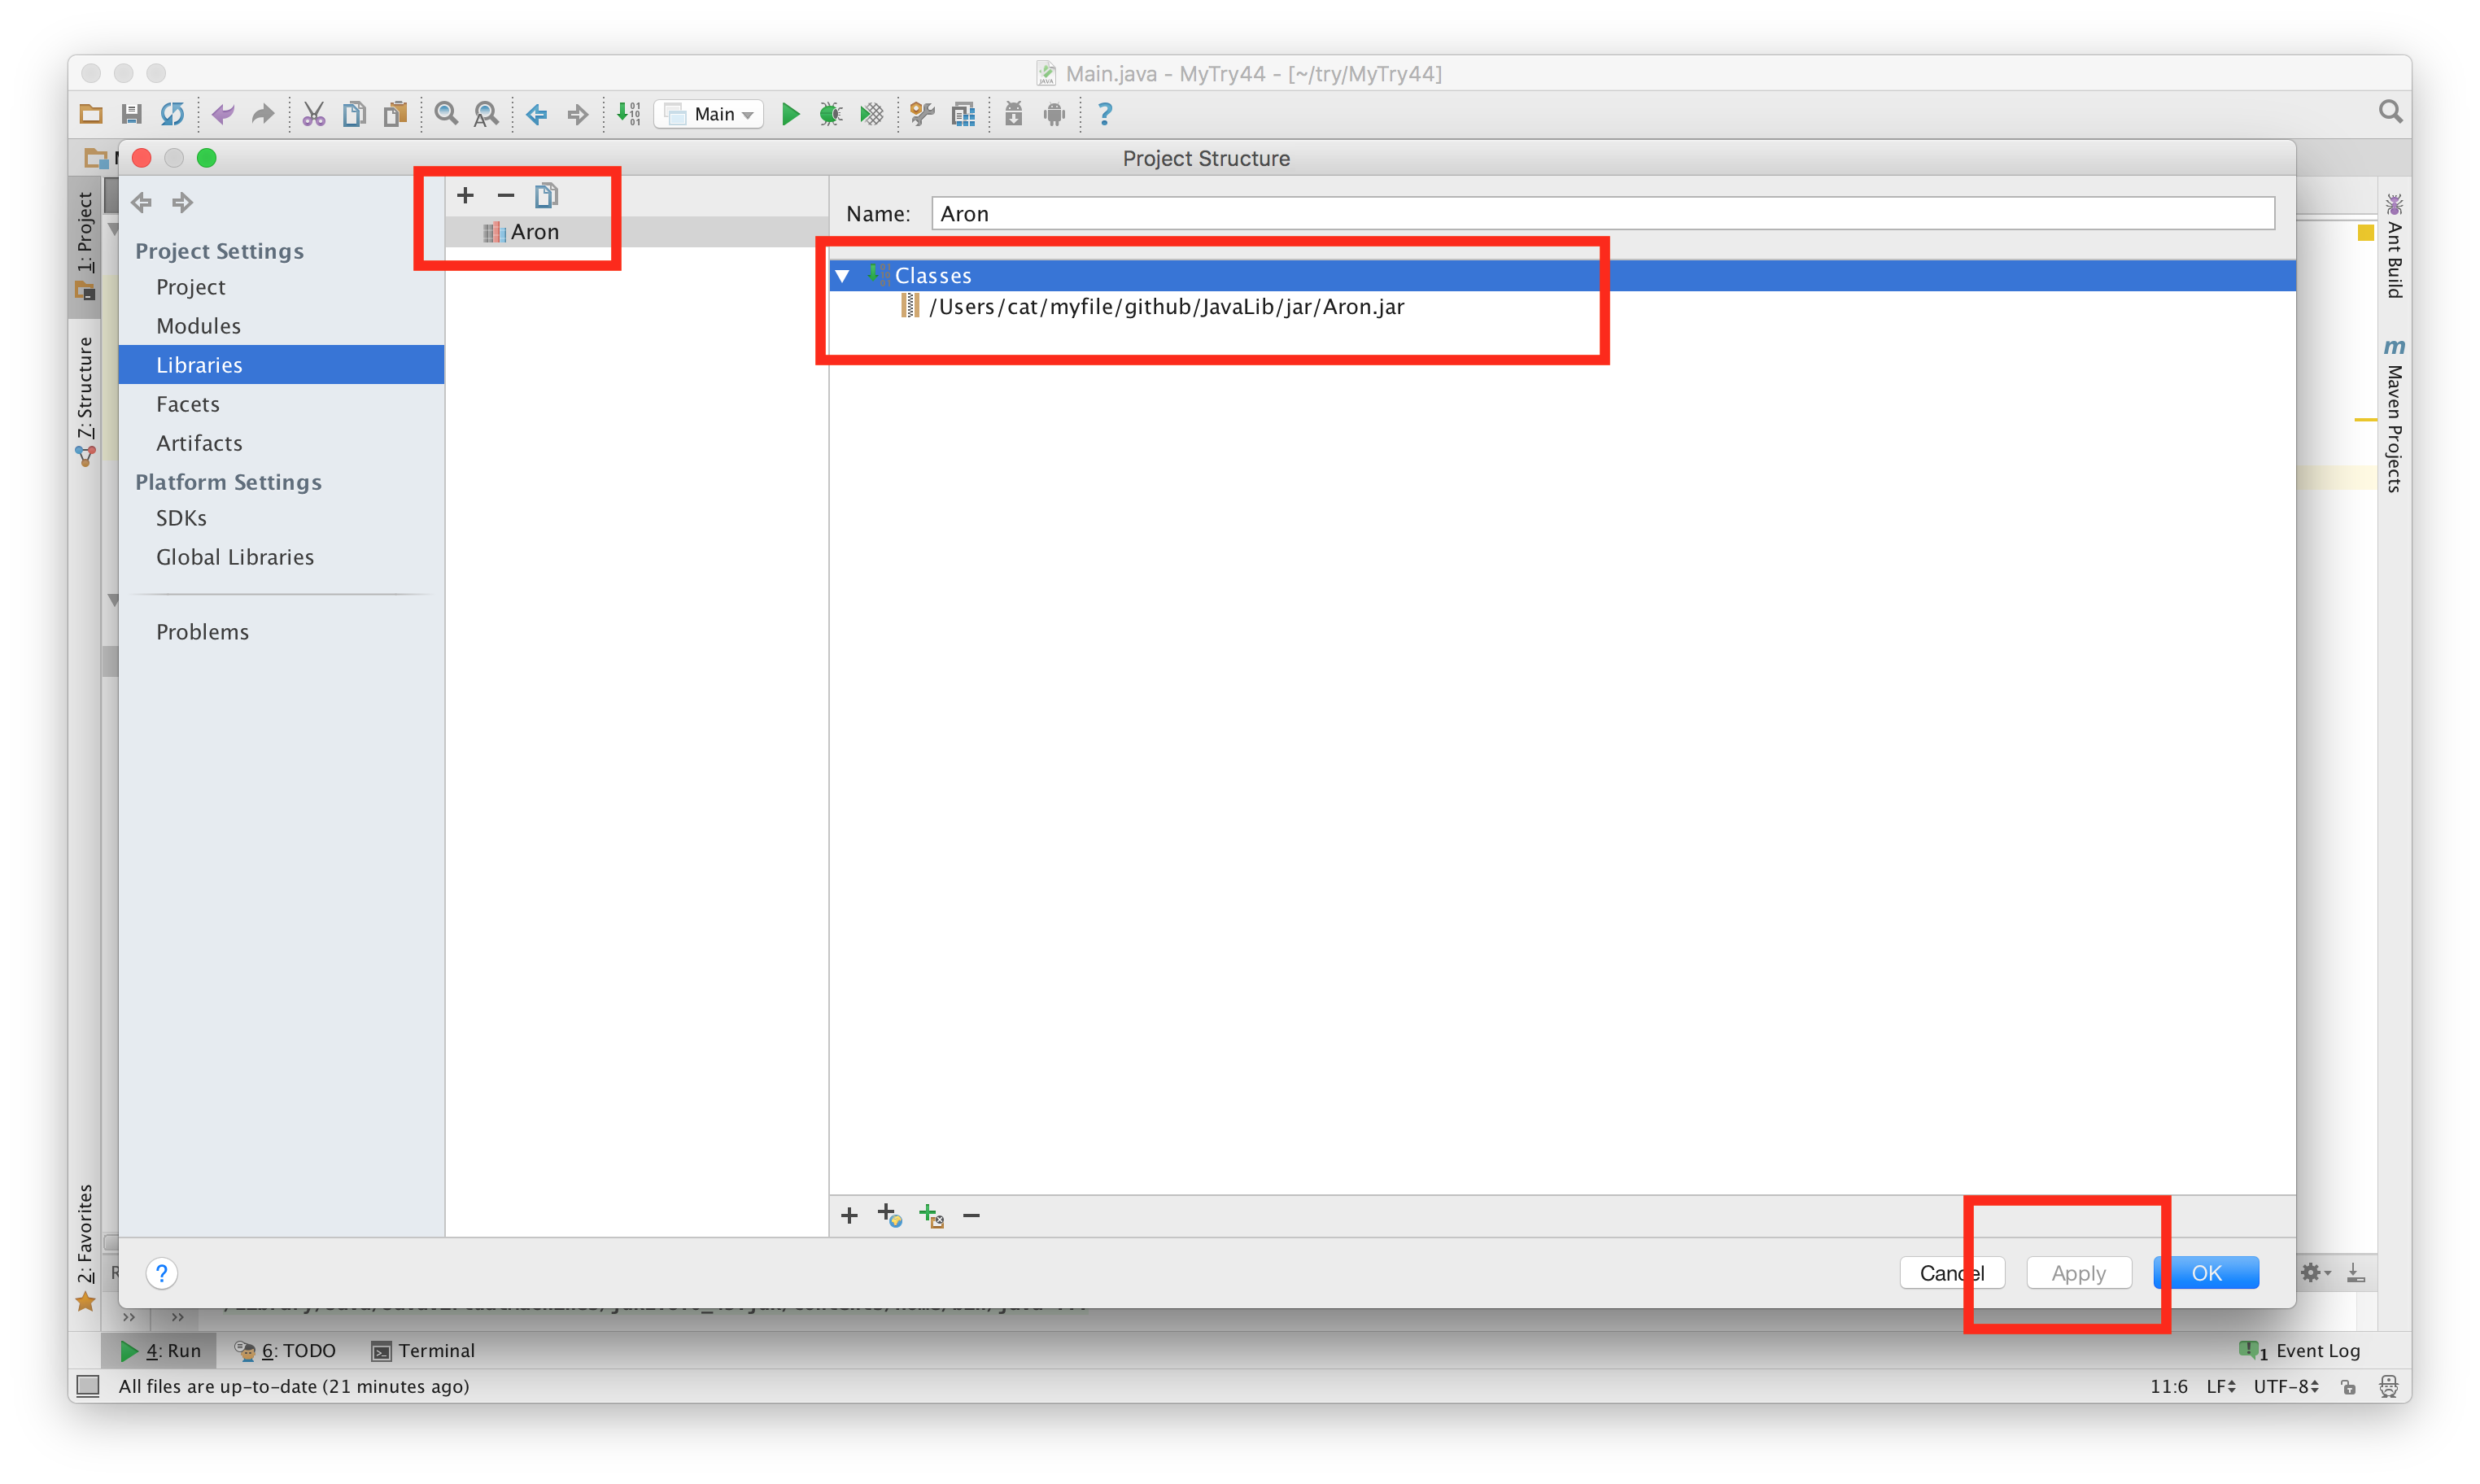 Main.java - MyTry44 - [~/try/MyTry44]
Main
?
Project Structure
1: Project
7: Structure
2: Favorites
Project Settings
Project
Modules
Libraries
Facets
Artifacts
Platform Settings
SDKs
Global Libraries
Problems
Aron
Name: Aron
Classes
/Users/cat/myfile/github/JavaLib/jar/Aron.jar
Ant Build
m Maven Projects
?
Cancel
Apply
OK
4: Run
6: TODO
Terminal
1 Event Log
All files are up-to-date (21 minutes ago)
11:6
LF
UTF-8